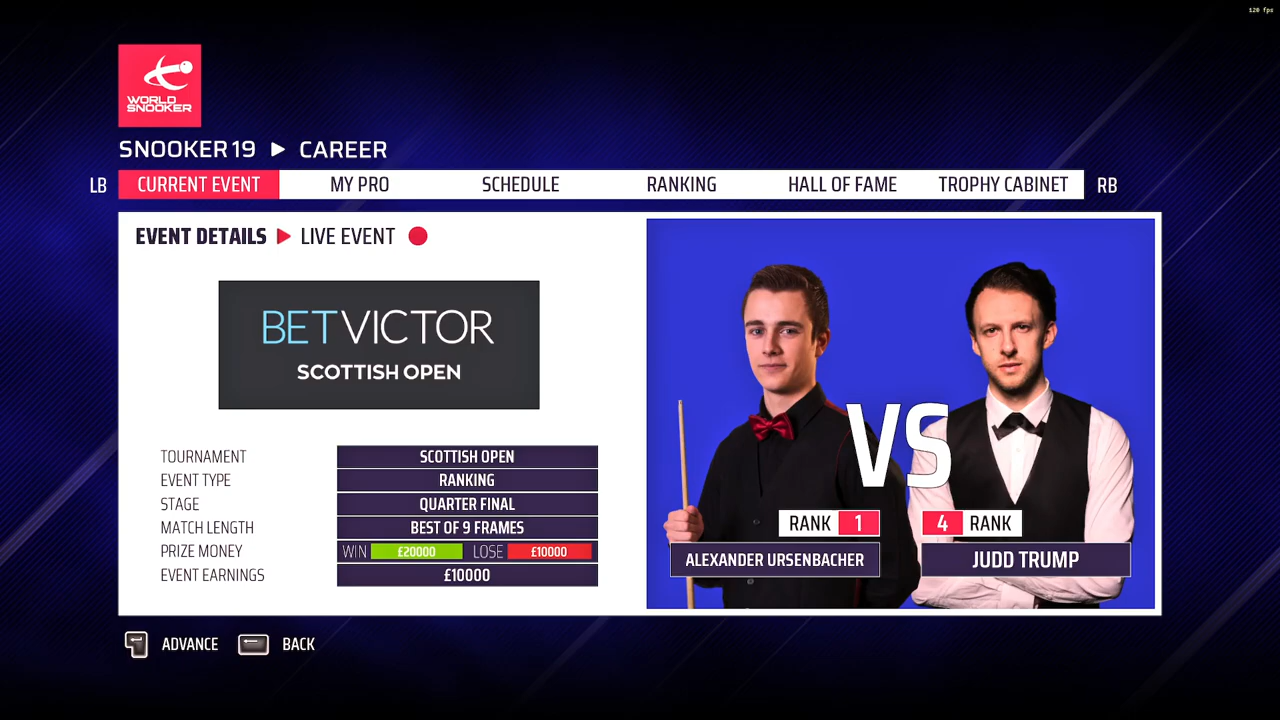 120 fps
WORLD
SNOOKER
SNOOKER 19 ▶ CAREER
LB CURRENT EVENT MY PRO SCHEDULE RANKING HALL OF FAME TROPHY CABINET RB
EVENT DETAILS ▶ LIVE EVENT
BETVICTOR
SCOTTISH OPEN
TOURNAMENT SCOTTISH OPEN
EVENT TYPE RANKING
STAGE QUARTER FINAL
MATCH LENGTH BEST OF 9 FRAMES
PRIZE MONEY WIN £20000 LOSE £10000
EVENT EARNINGS £10000
VS
RANK 1 4 RANK
ALEXANDER URSENBACHER JUDD TRUMP
ADVANCE BACK